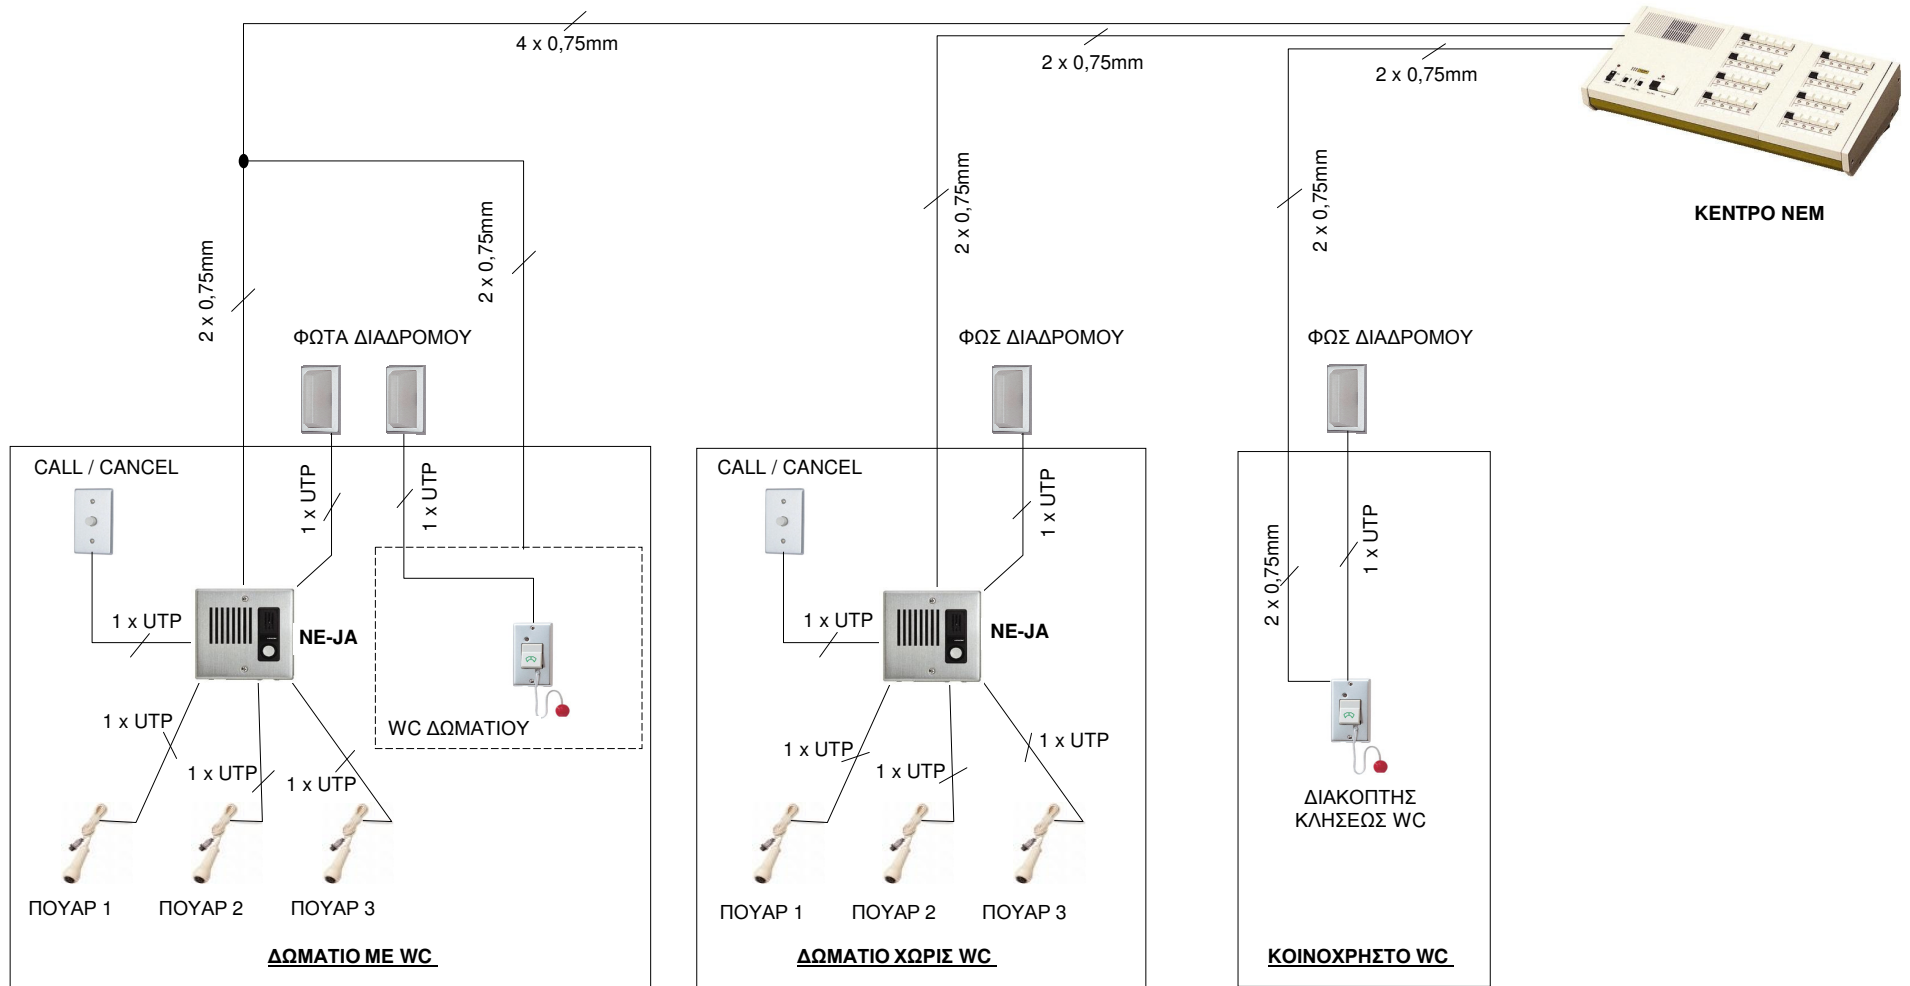 4 x 0,75mm
2 x 0,75mm
2 x 0,75mm
ΚΕΝΤΡΟ NEM
2 x 0,75mm
2 x 0,75mm
2 x 0,75mm
2 x 0,75mm
ΦΩΤΑ ΔΙΑΔΡΟΜΟΥ
ΦΩΣ ΔΙΑΔΡΟΜΟΥ
ΦΩΣ ΔΙΑΔΡΟΜΟΥ
CALL / CANCEL
1 x UTP
1 x UTP
1 x UTP
NE-JA
WC ΔΩΜΑΤΙΟΥ
1 x UTP
1 x UTP
1 x UTP
ΠΟΥΑΡ 1
ΠΟΥΑΡ 2
ΠΟΥΑΡ 3
ΔΩΜΑΤΙΟ ΜΕ WC
CALL / CANCEL
1 x UTP
1 x UTP
NE-JA
1 x UTP
1 x UTP
1 x UTP
ΠΟΥΑΡ 1
ΠΟΥΑΡ 2
ΠΟΥΑΡ 3
ΔΩΜΑΤΙΟ ΧΩΡΙΣ WC
2 x 0,75mm
1 x UTP
ΔΙΑΚΟΠΤΗΣ
ΚΛΗΣΕΩΣ WC
ΚΟΙΝΟΧΡΗΣΤΟ WC